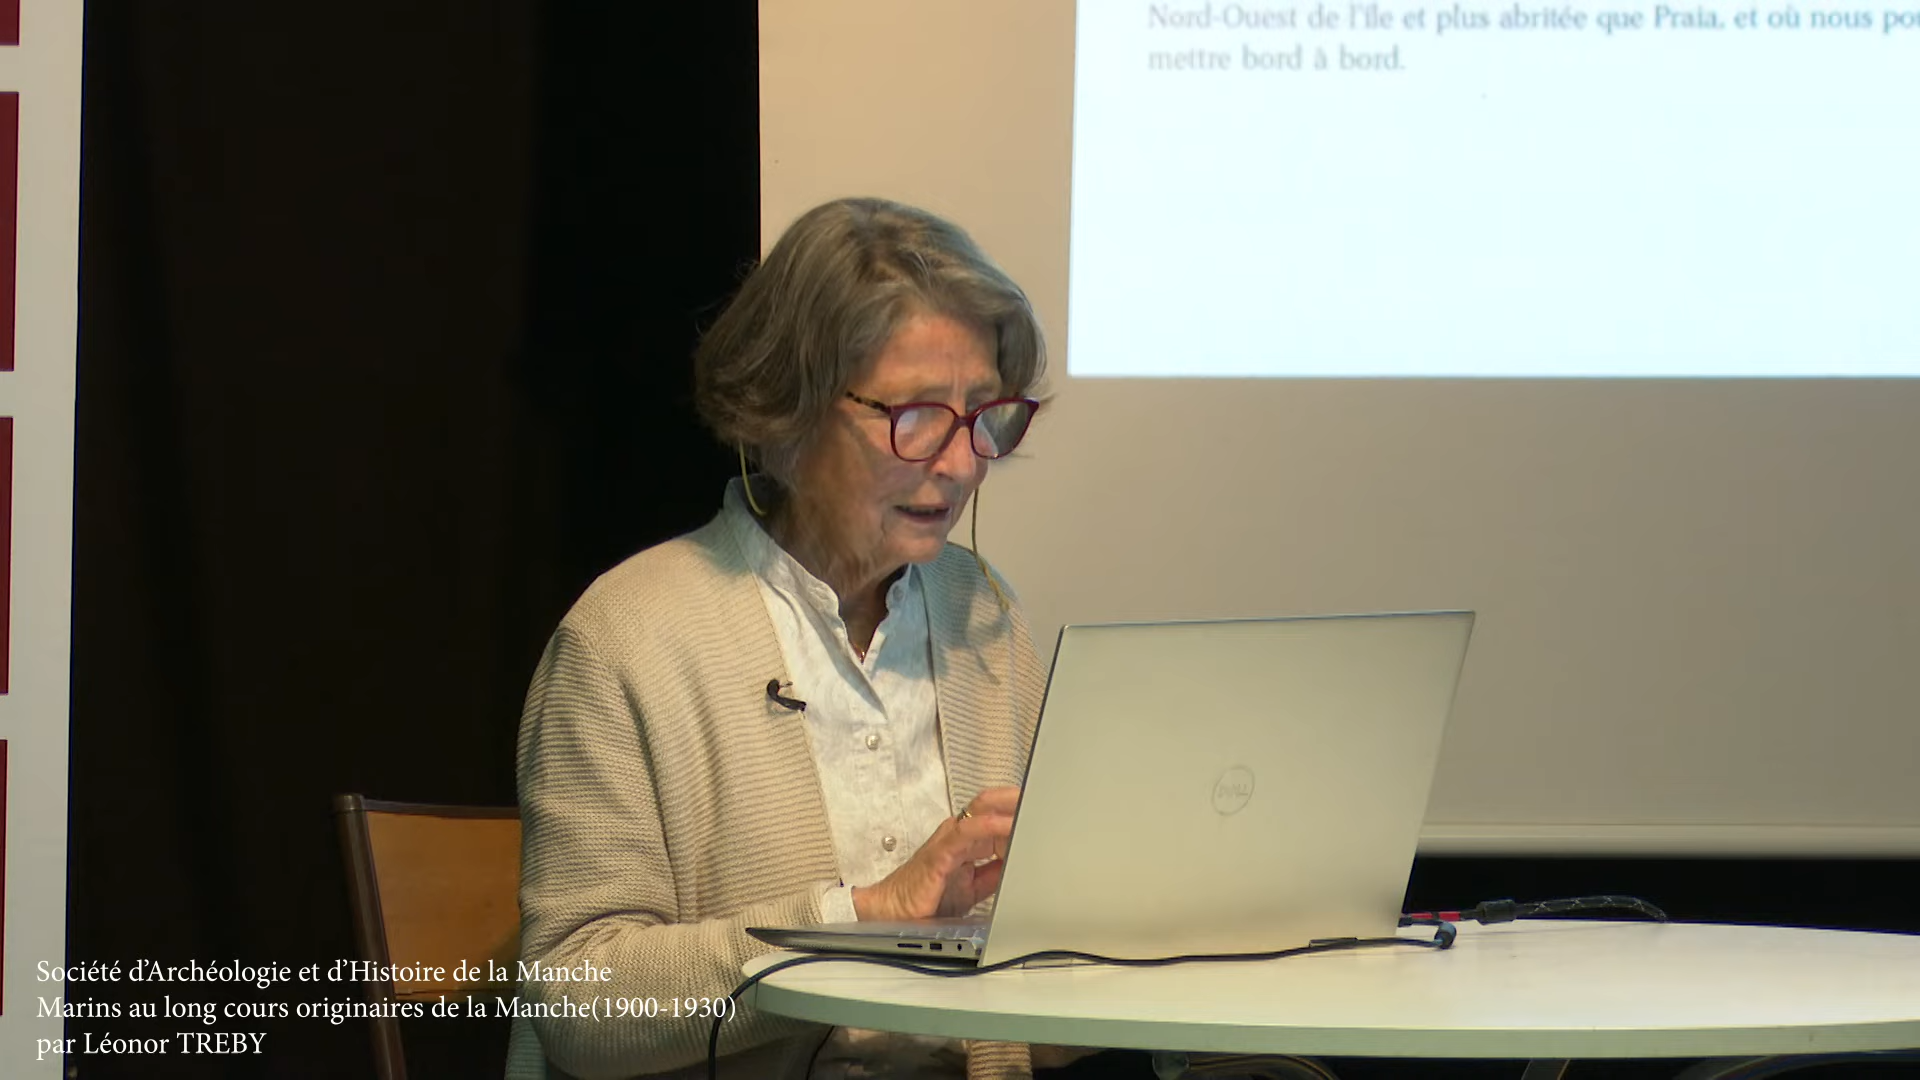 Nord-Ouest de l'île et plus abritée que Praia, et où nous
mettre bord à bord.
DELL
Société d'Archéologie et d'Histoire de la Manche
Marins au long cours originaires de la Manche(1900-1930)
par Léonor TREBY